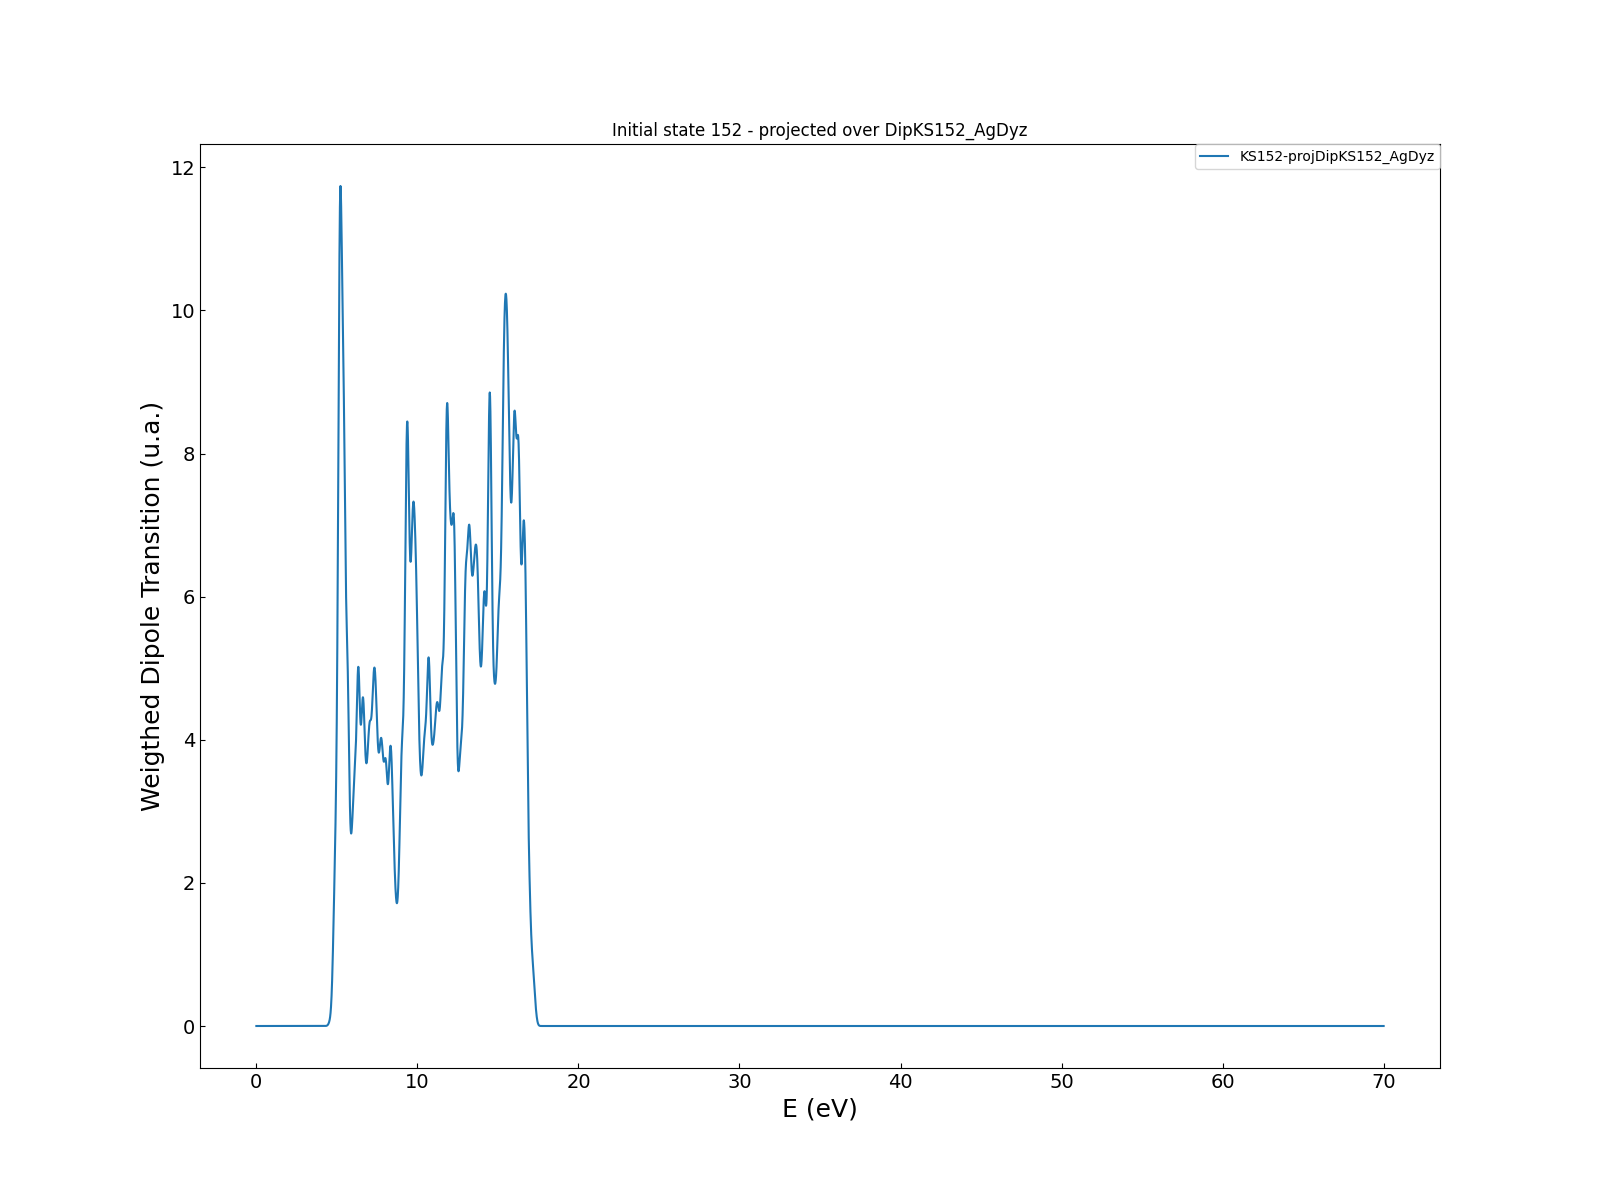 Initial state 152 - projected over DipKS152_AgDyz
KS152-projDipKS152_AgDyz
12
10
8
6
4
2
0
Weigthed Dipole Transition (u.a.)
0 10 20 30 40 50 60 70
E (eV)